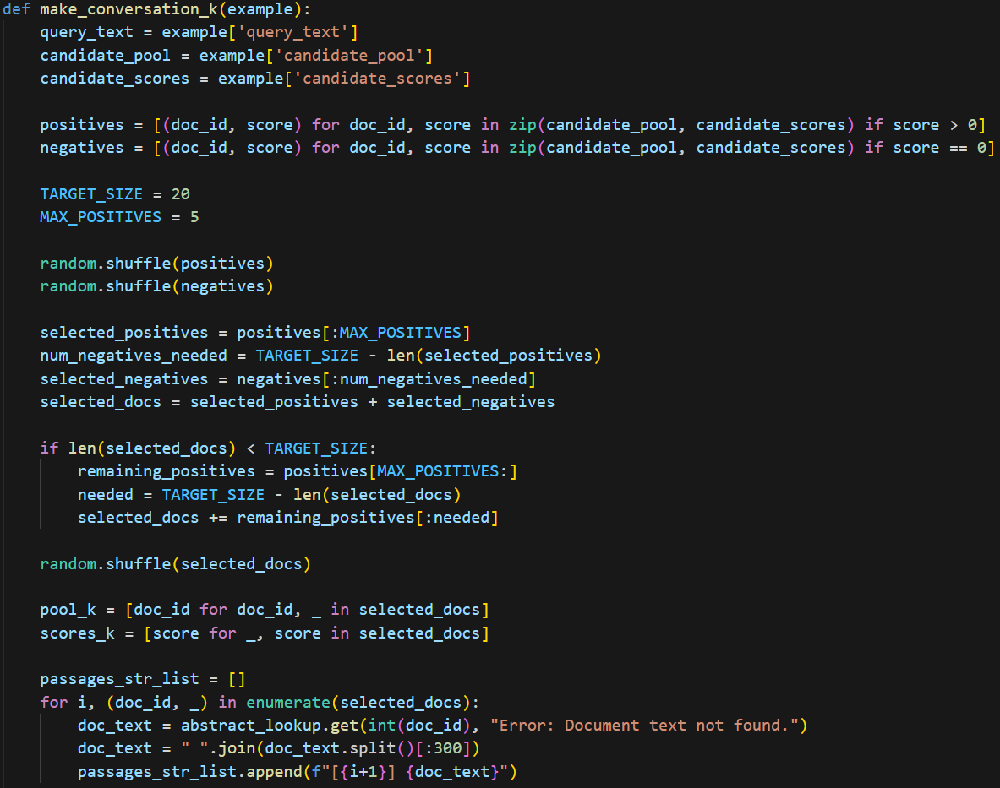 def make_conversation_k(example):
    query_text = example['query_text']
    candidate_pool = example['candidate_pool']
    candidate_scores = example['candidate_scores']

    positives = [(doc_id, score) for doc_id, score in zip(candidate_pool, candidate_scores) if score > 0]
    negatives = [(doc_id, score) for doc_id, score in zip(candidate_pool, candidate_scores) if score == 0]

    TARGET_SIZE = 20
    MAX_POSITIVES = 5

    random.shuffle(positives)
    random.shuffle(negatives)

    selected_positives = positives[:MAX_POSITIVES]
    num_negatives_needed = TARGET_SIZE - len(selected_positives)
    selected_negatives = negatives[:num_negatives_needed]
    selected_docs = selected_positives + selected_negatives

    if len(selected_docs) < TARGET_SIZE:
        remaining_positives = positives[MAX_POSITIVES:]
        needed = TARGET_SIZE - len(selected_docs)
        selected_docs += remaining_positives[:needed]

    random.shuffle(selected_docs)

    pool_k = [doc_id for doc_id, _ in selected_docs]
    scores_k = [score for _, score in selected_docs]

    passages_str_list = []
    for i, (doc_id, _) in enumerate(selected_docs):
        doc_text = abstract_lookup.get(int(doc_id), "Error: Document text not found.")
        doc_text = " ".join(doc_text.split()[:300])
        passages_str_list.append(f"[{i+1}] {doc_text}")